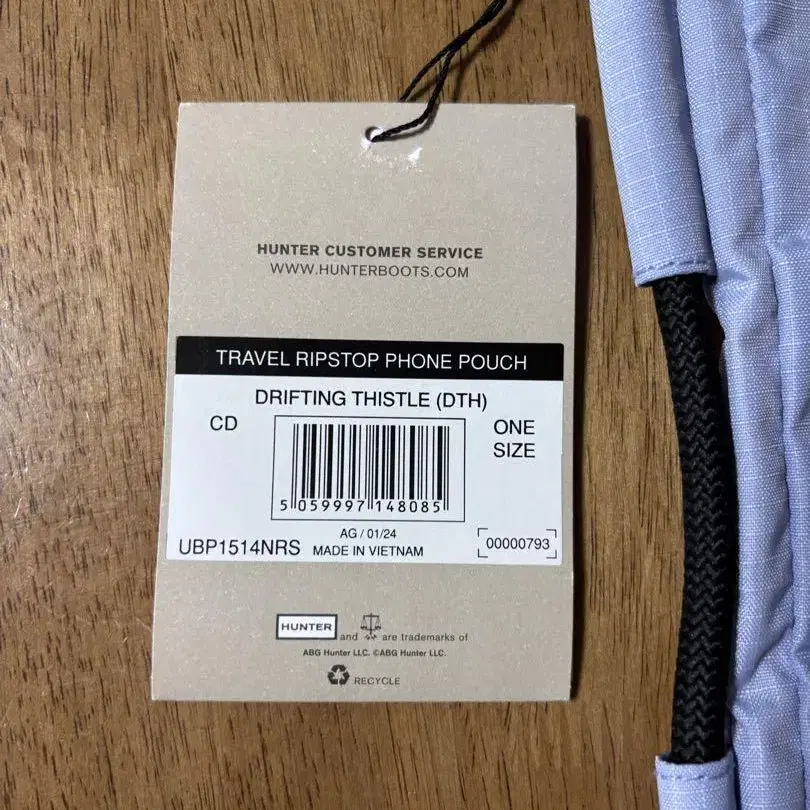 HUNTER CUSTOMER SERVICE
WWW.HUNTERBOOTS.COM
TRAVEL RIPSTOP PHONE POUCH
DRIFTING THISTLE (DTH)
CD
ONE
SIZE
5 059997 148085
AG / 01/24
UBP1514NRS MADE IN VIETNAM
00000793
HUNTER and are trademarks of
ABG Hunter LLC. ©ABG Hunter LLC.
RECYCLE